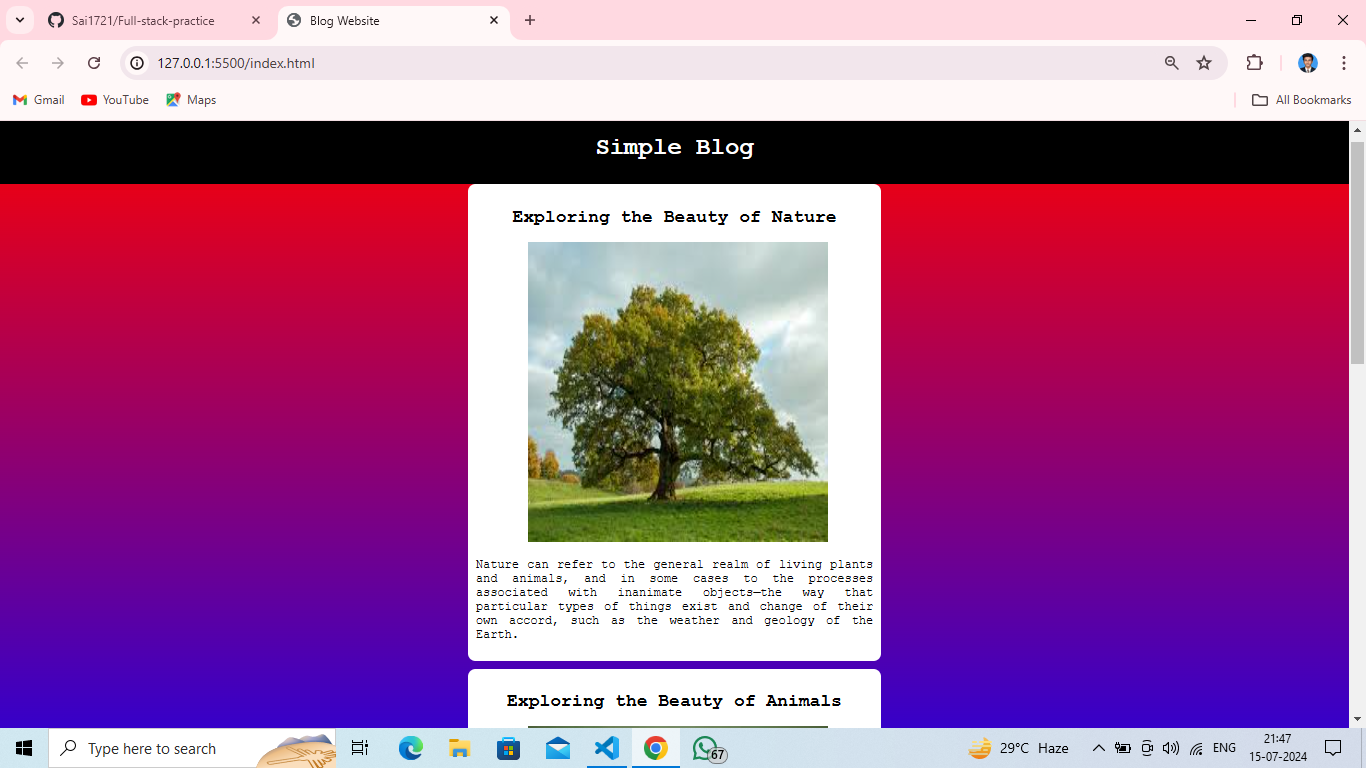 Sai1721/Full-stack-practice
Blog Website
127.0.0.1:5500/index.html
Gmail
YouTube
Maps
All Bookmarks
Simple Blog
Exploring the Beauty of Nature
Nature can refer to the general realm of living plants
and animals, and in some cases to the processes
associated with inanimate objects—the way that
particular types of things exist and change of their
own accord, such as the weather and geology of the
Earth.
Exploring the Beauty of Animals
Type here to search
67
29°C Haze
ENG
21:47
15-07-2024